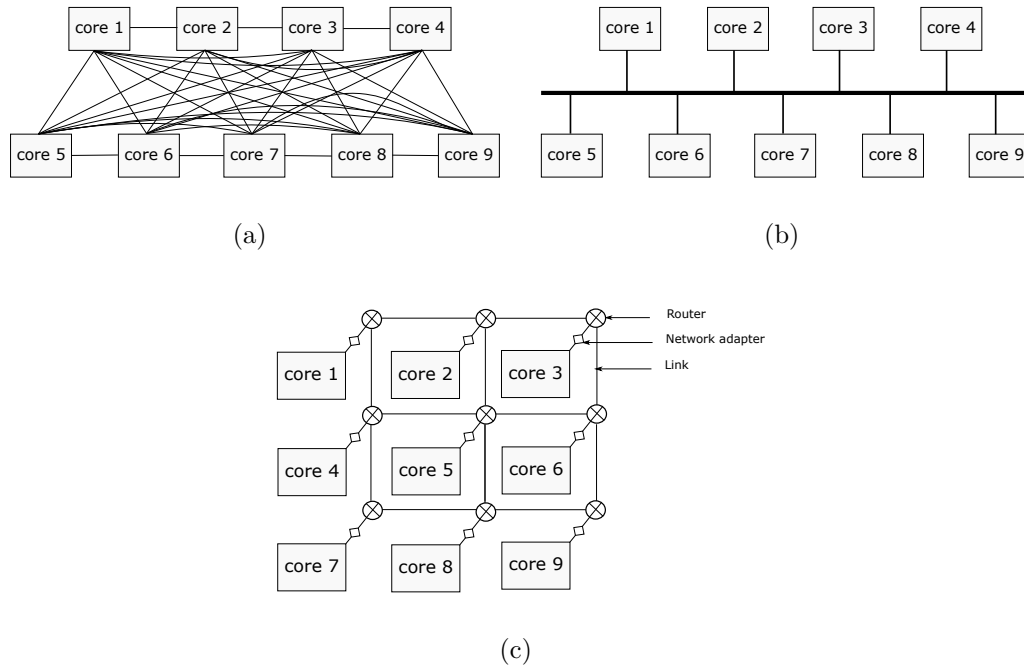 core 1 core 2 core 3 core 4
core 5 core 6 core 7 core 8 core 9
(a)
core 1 core 2 core 3 core 4
core 5 core 6 core 7 core 8 core 9
(b)
Router
Network adapter
Link
core 1 core 2 core 3
core 4 core 5 core 6
core 7 core 8 core 9
(c)